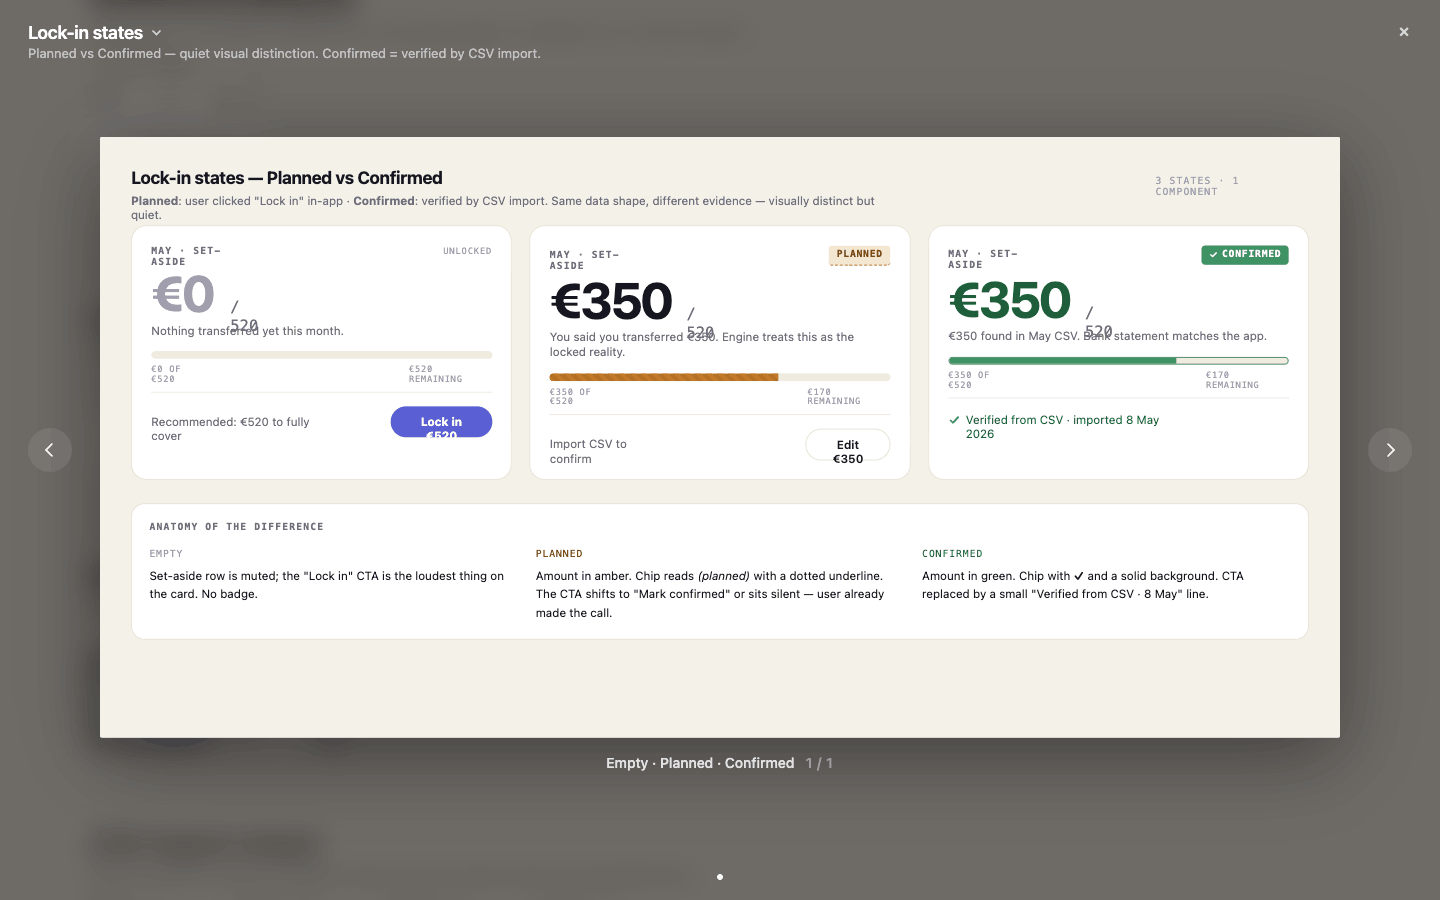 Lock-in states
Planned vs Confirmed — quiet visual distinction. Confirmed = verified by CSV import.
Lock-in states — Planned vs Confirmed
3 STATES · 1
COMPONENT
Planned: user clicked "Lock in" in-app · Confirmed: verified by CSV import. Same data shape, different evidence — visually distinct but
quiet.
MAY · SET-
ASIDE
UNLOCKED
€0
/
520
Nothing transferred yet this month.
€0 OF
€520
€520
REMAINING
Recommended: €520 to fully
cover
Lock in
€520
MAY · SET-
ASIDE
PLANNED
€350
/
520
You said you transferred €350. Engine treats this as the
locked reality.
€350 OF
€520
€170
REMAINING
Import CSV to
confirm
Edit
€350
MAY · SET-
ASIDE
✓ CONFIRMED
€350
/
520
€350 found in May CSV. Bank statement matches the app.
€350 OF
€520
€170
REMAINING
✓ Verified from CSV · imported 8 May
2026
ANATOMY OF THE DIFFERENCE
EMPTY
Set-aside row is muted; the "Lock in" CTA is the loudest thing on
the card. No badge.
PLANNED
Amount in amber. Chip reads (planned) with a dotted underline.
The CTA shifts to "Mark confirmed" or sits silent — user already
made the call.
CONFIRMED
Amount in green. Chip with ✓ and a solid background. CTA
replaced by a small "Verified from CSV · 8 May" line.
Empty · Planned · Confirmed 1 / 1